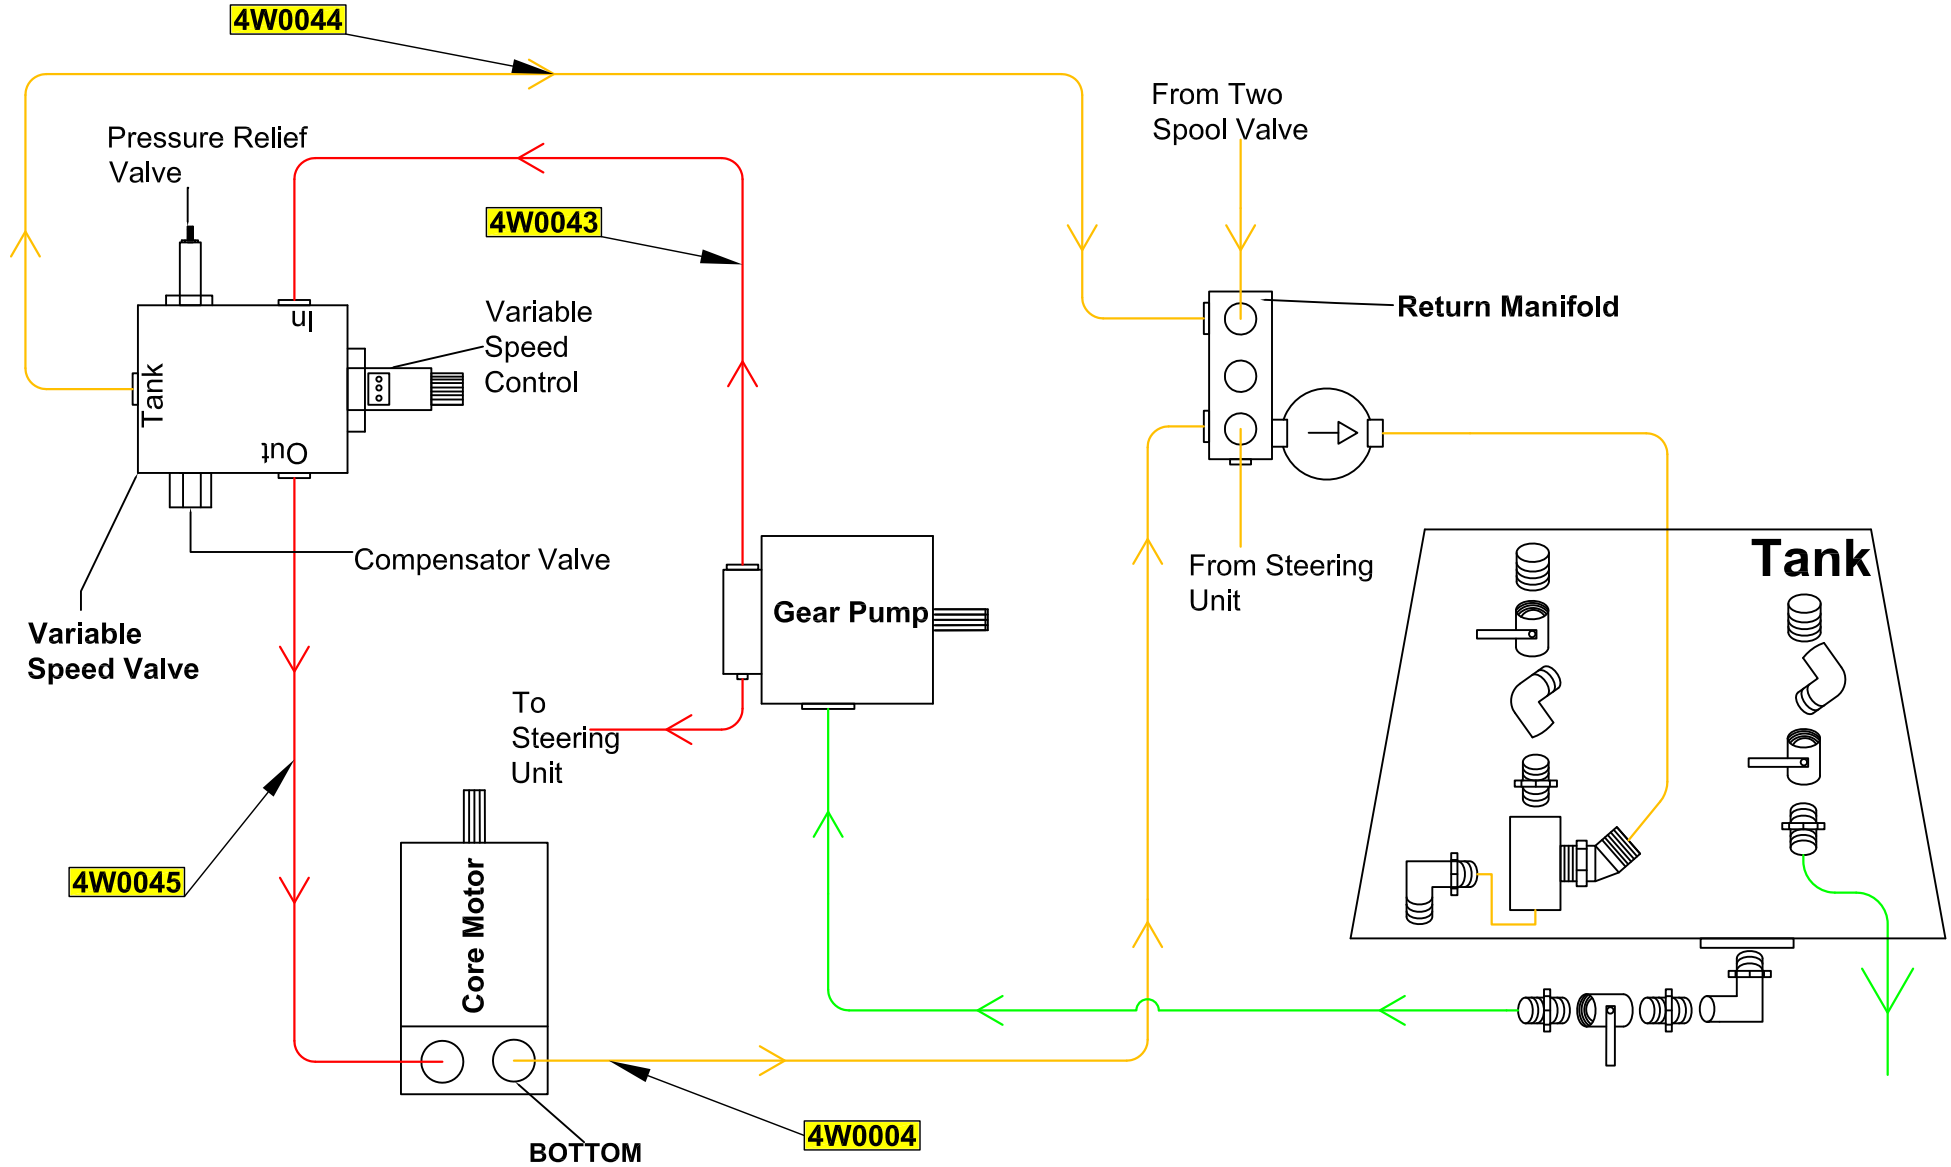 4W0044
From Two
Spool Valve
Pressure Relief
Valve
4W0043
Variable
Speed
Control
In
Return Manifold
Tank
Out
Compensator Valve
From Steering
Unit
Tank
Gear Pump
Variable
Speed Valve
To
Steering
Unit
4W0045
Core Motor
4W0004
BOTTOM